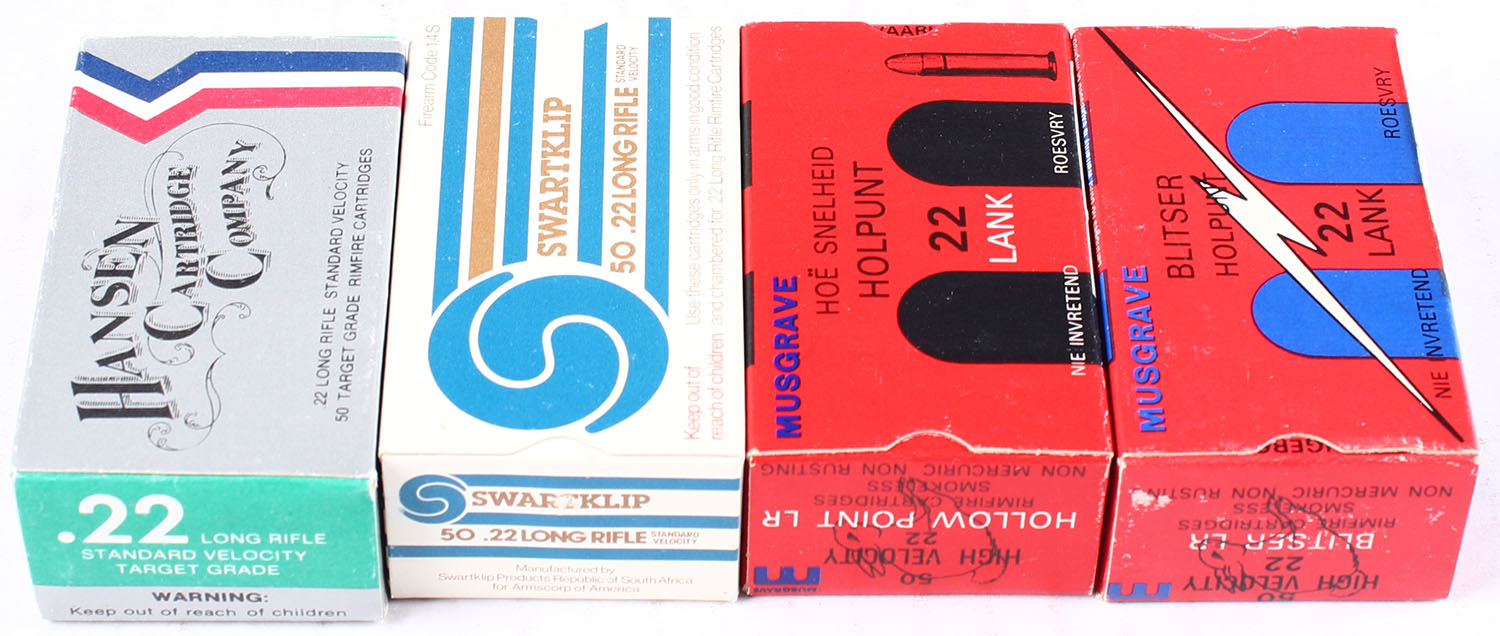 HANSEN
CARTRIDGE
COMPANY
22 LONG RIFLE STANDARD VELOCITY
50 TARGET GRADE RIMFIRE CARTRIDGES
.22 LONG RIFLE
STANDARD VELOCITY
TARGET GRADE
WARNING:
Keep out of reach of children
Firearm Code 1.4S
SWARTKLIP
50 .22 LONG RIFLE STANDARD VELOCITY
Keep out of reach of children
Use these cartridges only in arms in good condition
and chambered for .22 Long Rifle Rimfire Cartridges
SWARTKLIP
50 .22 LONG RIFLE STANDARD VELOCITY
Manufactured by
Swartklip Products Republic of South Africa
for Armscorp of America
MUSGRAVE
HOË SNELHEID
HOLPUNT
22
LANK
NIE INVRETEND
ROESVRY
NON MERCURIC NON RUSTING
SMOKELESS
RIMFIRE CARTRIDGES
HOLLOW POINT LR
22
HIGH VELOCITY
50
MUSGRAVE
MUSGRAVE
BLITSER
HOLPUNT
22
LANK
NIE INVRETEND
ROESVRY
NON MERCURIC NON RUSTING
SMOKELESS
RIMFIRE CARTRIDGES
BLITSER LR
22
HIGH VELOCITY
50